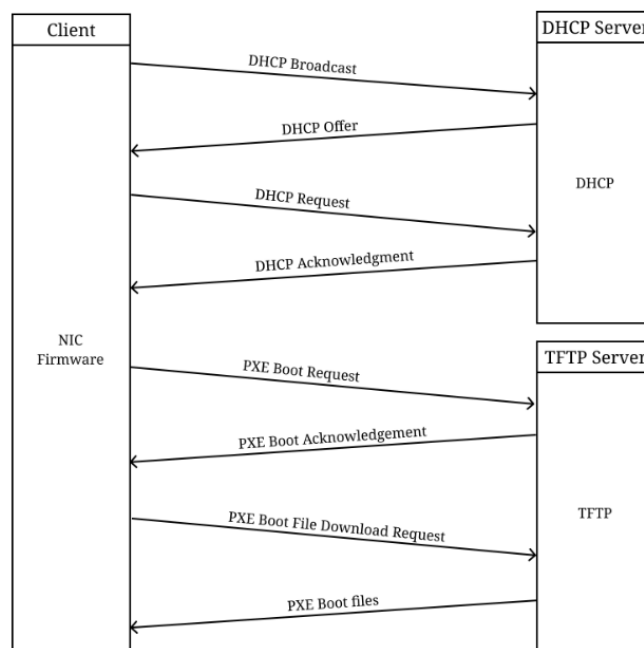 Client
DHCP Server
DHCP Broadcast
DHCP Offer
DHCP Request
DHCP
DHCP Acknowledgment
NIC
Firmware
TFTP Server
PXE Boot Request
PXE Boot Acknowledgement
TFTP
PXE Boot File Download Request
PXE Boot files